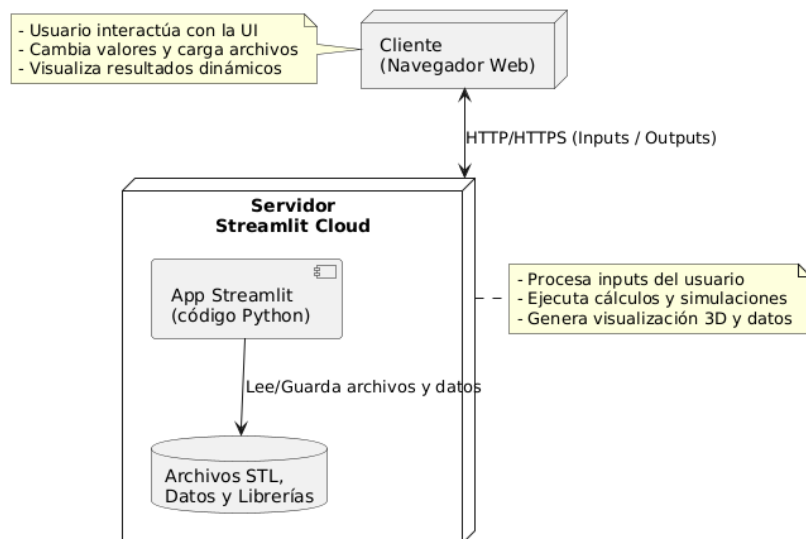 - Usuario interactúa con la UI
- Cambia valores y carga archivos
- Visualiza resultados dinámicos
Cliente
(Navegador Web)
HTTP/HTTPS (Inputs / Outputs)
Servidor
Streamlit Cloud
App Streamlit
(código Python)
- Procesa inputs del usuario
- Ejecuta cálculos y simulaciones
- Genera visualización 3D y datos
Lee/Guarda archivos y datos
Archivos STL,
Datos y Librerías